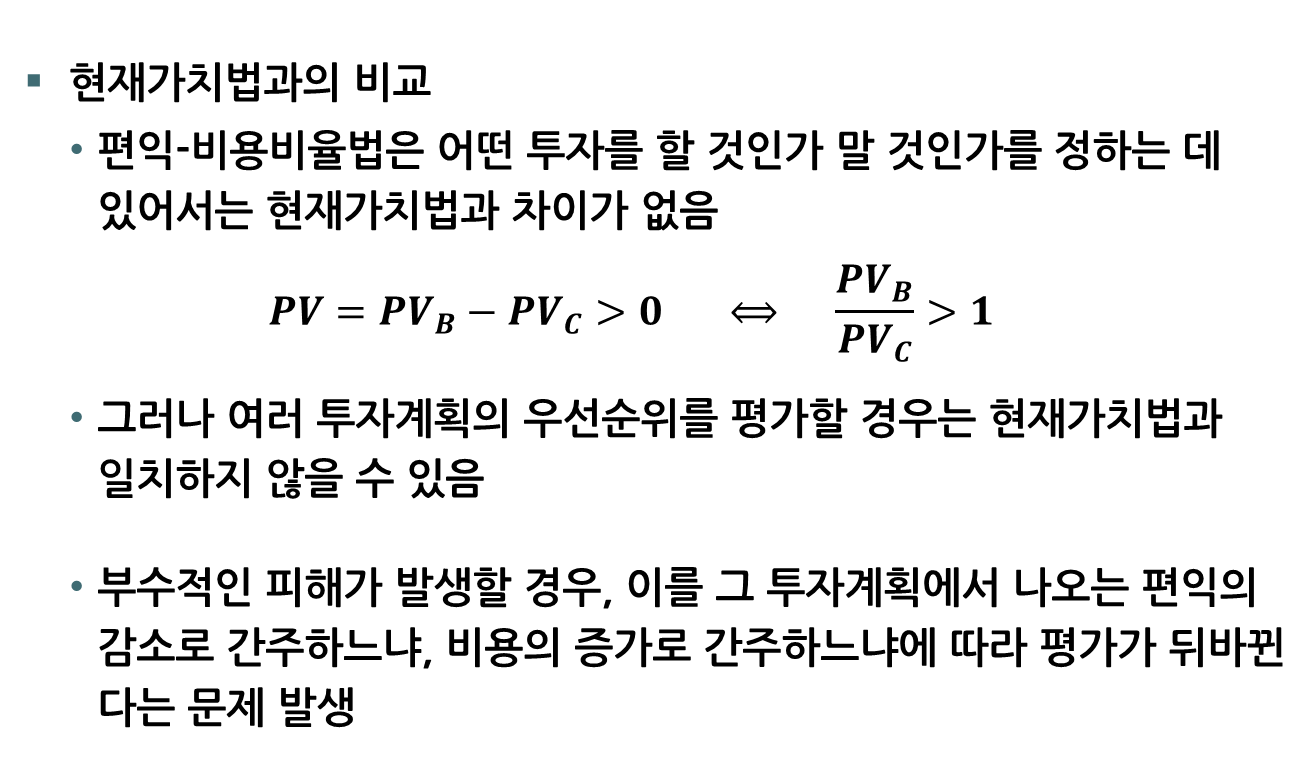 ▪ 현재가치법과의 비교
• 편익-비용비율법은 어떤 투자를 할 것인가 말 것인가를 정하는 데
있어서는 현재가치법과 차이가 없음
PV = PV_B − PV_C > 0 ⇔ PV_B / PV_C > 1
• 그러나 여러 투자계획의 우선순위를 평가할 경우는 현재가치법과
일치하지 않을 수 있음
• 부수적인 피해가 발생할 경우, 이를 그 투자계획에서 나오는 편익의
감소로 간주하느냐, 비용의 증가로 간주하느냐에 따라 평가가 뒤바뀐
다는 문제 발생